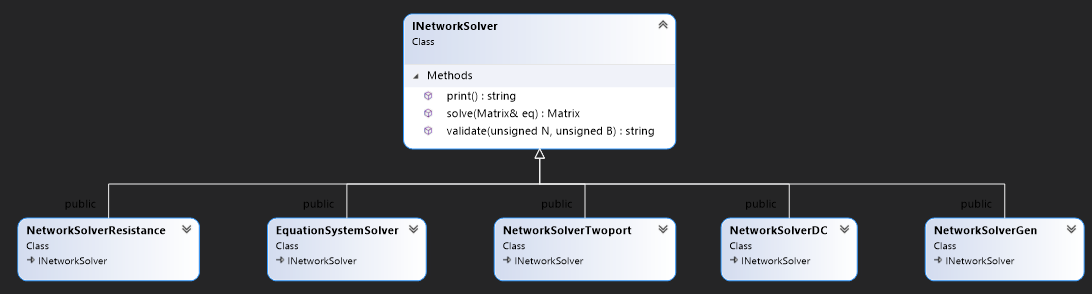 INetworkSolver
Class
Methods
print() : string
solve(Matrix& eq) : Matrix
validate(unsigned N, unsigned B) : string
public
public
public
public
public
NetworkSolverResistance
Class
INetworkSolver
EquationSystemSolver
Class
INetworkSolver
NetworkSolverTwoport
Class
INetworkSolver
NetworkSolverDC
Class
INetworkSolver
NetworkSolverGen
Class
INetworkSolver